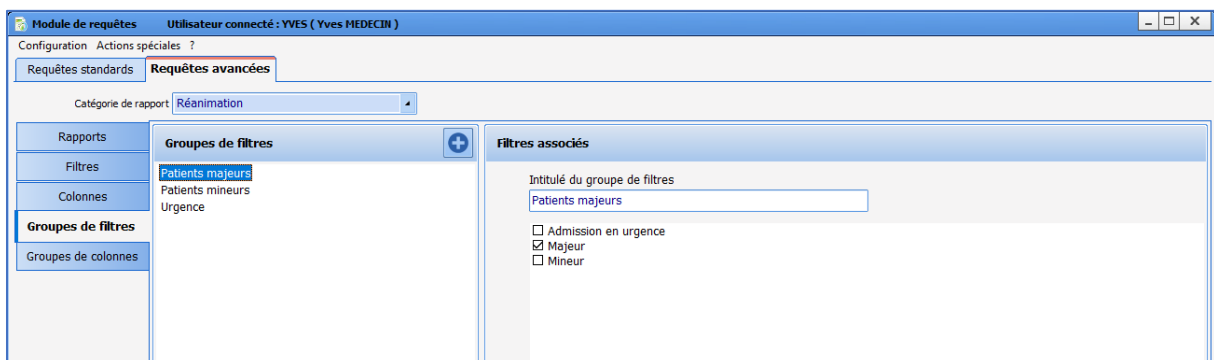 Module de requêtes Utilisateur connecté : YVES ( Yves MEDECIN )
Configuration Actions spéciales ?
Requêtes standards Requêtes avancées
Catégorie de rapport Réanimation
Rapports
Filtres
Colonnes
Groupes de filtres
Groupes de colonnes
Groupes de filtres
Patients majeurs
Patients mineurs
Urgence
Filtres associés
Intitulé du groupe de filtres
Patients majeurs
Admission en urgence
Majeur
Mineur